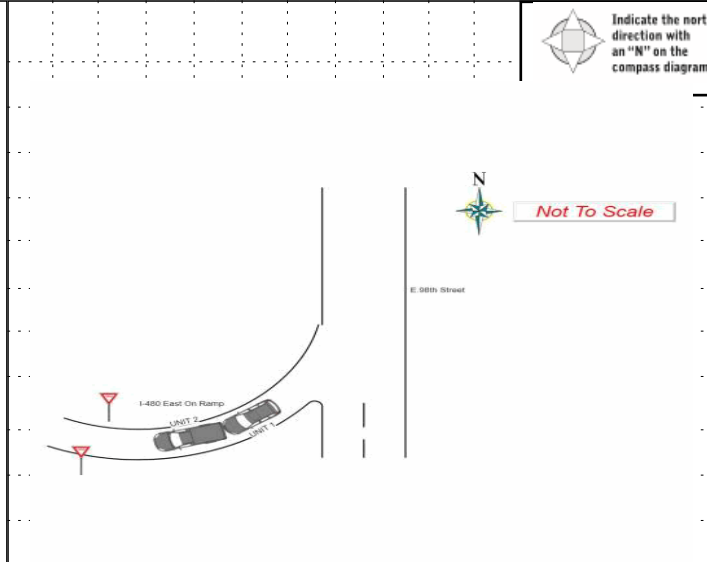 Indicate the nort
direction with
an "N" on the
compass diagram
N
Not To Scale
E 98th Street
I-480 East On Ramp
UNIT 2
UNIT 1